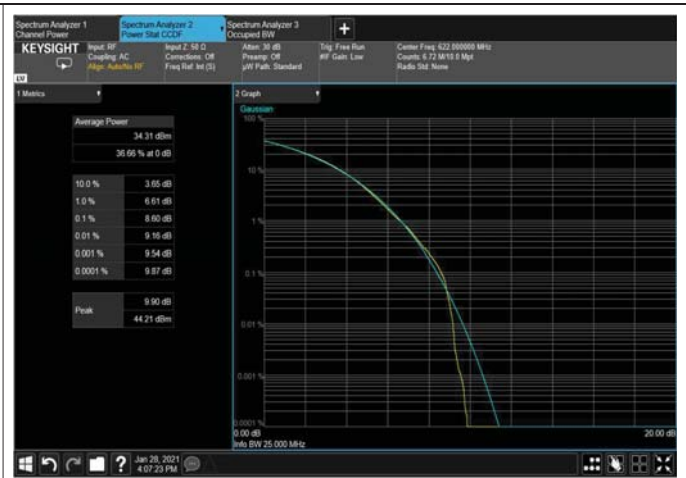 Spectrum Analyzer 1
Channel Power
Spectrum Analyzer 2
Power Stat CCDF
Spectrum Analyzer 3
Occupied BW
+
KEYSIGHT
Input: RF
Coupling: AC
Align: Auto/No RF
Input Z: 50 Ω
Corrections: Off
Freq Ref: Int (S)
Atten: 30 dB
Preamp: Off
µW Path: Standard
Trig: Free Run
#IF Gain: Low
Center Freq: 622.000000 MHz
Counts: 6.72 M/10.0 Mpt
Radio Std: None
1 Metrics
Average Power
34.31 dBm
36.66 % at 0 dB
10.0 % 3.65 dB
1.0 % 6.61 dB
0.1 % 8.60 dB
0.01 % 9.16 dB
0.001 % 9.54 dB
0.0001 % 9.87 dB
Peak
9.90 dB
44.21 dBm
2 Graph
Gaussian
100 %
10 %
1 %
0.1 %
0.01 %
0.001 %
0.0001 %
0.00 dB
20.00 dB
Info BW 25.000 MHz
?
Jan 28, 2021
4:07:23 PM